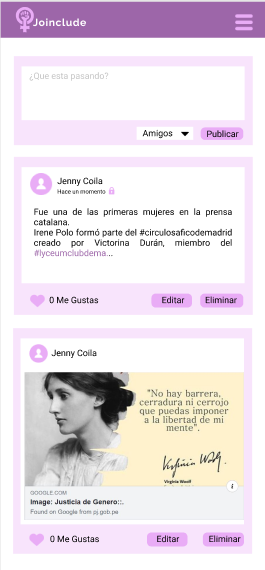 Joinclude
¿Que esta pasando?
Amigos
Publicar
Jenny Coila
Hace un momento
Fue una de las primeras mujeres en la prensa
catalana.
Irene Polo formó parte del #circulosaficodemadrid
creado por Victorina Durán, miembro del
#lyceumclubdema...
0 Me Gustas
Editar
Eliminar
Jenny Coila
"No hay barrera,
cerradura ni cerrojo
que puedas imponer
a la libertad de mi
mente".
Virginia Woolf
Virginia Woolf
GOOGLE.COM
Image: Justicia de Genero::.
Found on Google from pj.gob.pe
0 Me Gustas
Editar
Eliminar